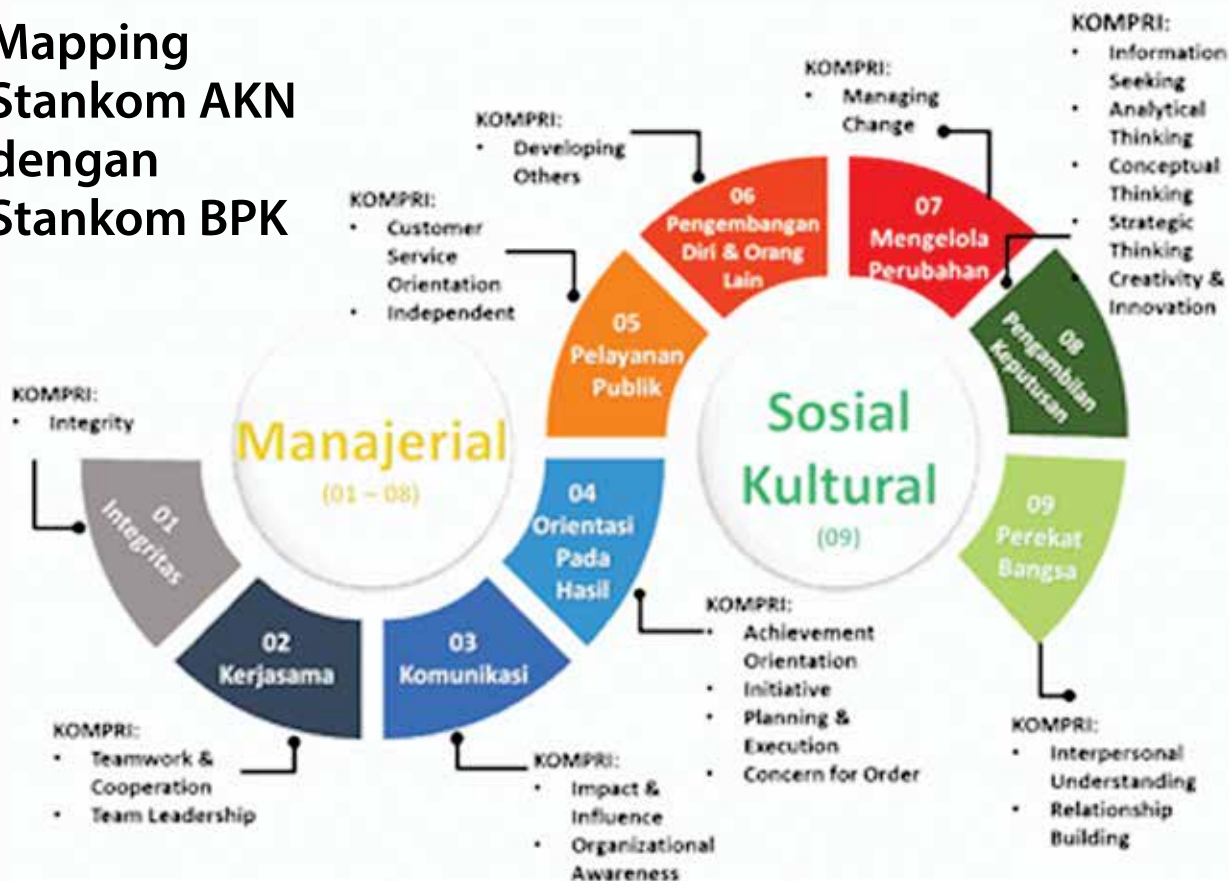 Mapping
Stankom AKN
dengan
Stankom BPK
KOMPRI:
• Integrity
01
Integritas
Manajerial
(01 – 08)
02
Kerjasama
KOMPRI:
• Teamwork &
Cooperation
• Team Leadership
03
Komunikasi
KOMPRI:
• Impact &
Influence
• Organizational
Awareness
04
Orientasi
Pada
Hasil
KOMPRI:
• Achievement
Orientation
• Initiative
• Planning &
Execution
• Concern for Order
KOMPRI:
• Customer
Service
Orientation
• Independent
05
Pelayanan
Publik
KOMPRI:
• Developing
Others
06
Pengembangan
Diri & Orang
Lain
KOMPRI:
• Managing
Change
07
Mengelola
Perubahan
KOMPRI:
• Information
Seeking
• Analytical
Thinking
• Conceptual
Thinking
• Strategic
Thinking
• Creativity &
Innovation
08
Pengambilan
Keputusan
Sosial
Kultural
(09)
09
Perekat
Bangsa
KOMPRI:
• Interpersonal
Understanding
• Relationship
Building